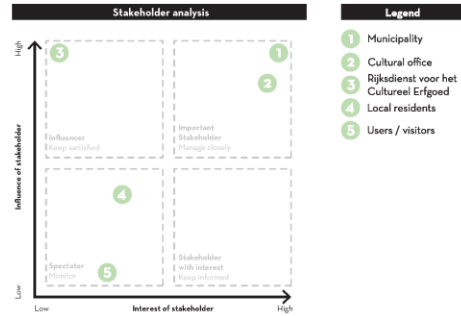 Stakeholder analysis
High
Influence of stakeholder
Low
3
1
2
Influencer
Keep satisfied
Important
Stakeholder
Manage closely
4
5
Spectator
Monitor
Stakeholder
with interest
Keep informed
Low
Interest of stakeholder
High
Legend
1 Municipality
2 Cultural office
3 Rijksdienst voor het
Cultureel Erfgoed
4 Local residents
5 Users / visitors